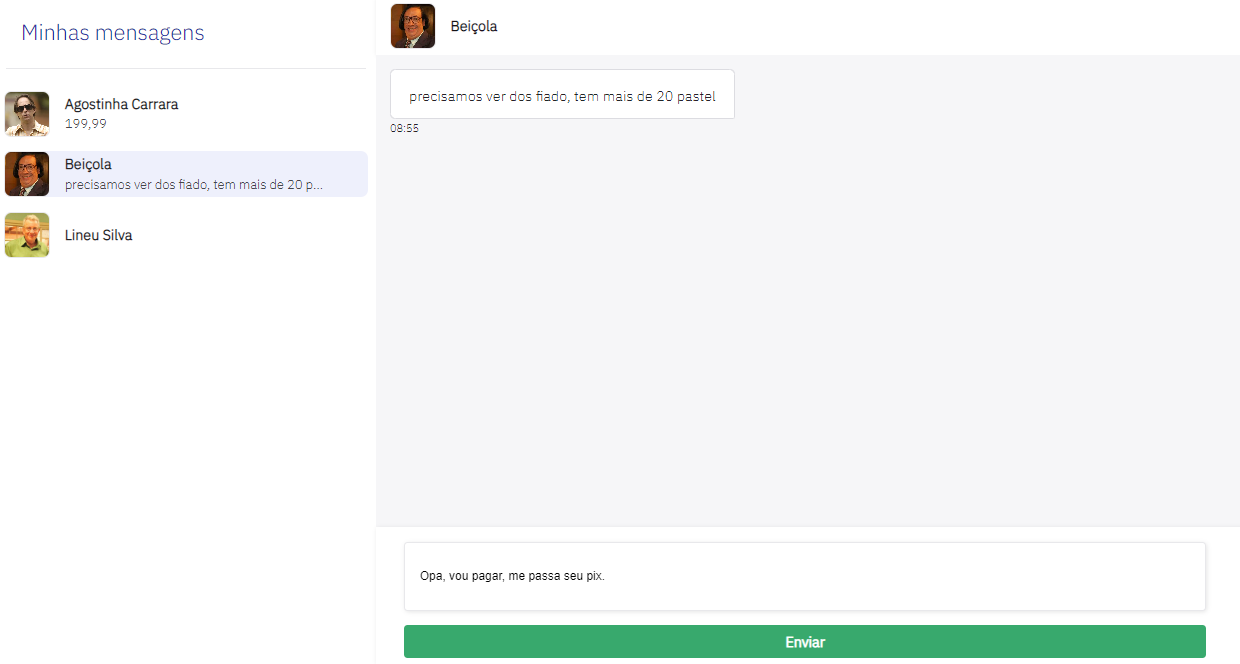 Minhas mensagens
Agostinha Carrara
199,99
Beiçola
precisamos ver dos fiado, tem mais de 20 p...
Lineu Silva
Beiçola
precisamos ver dos fiado, tem mais de 20 pastel
08:55
Opa, vou pagar, me passa seu pix.
Enviar